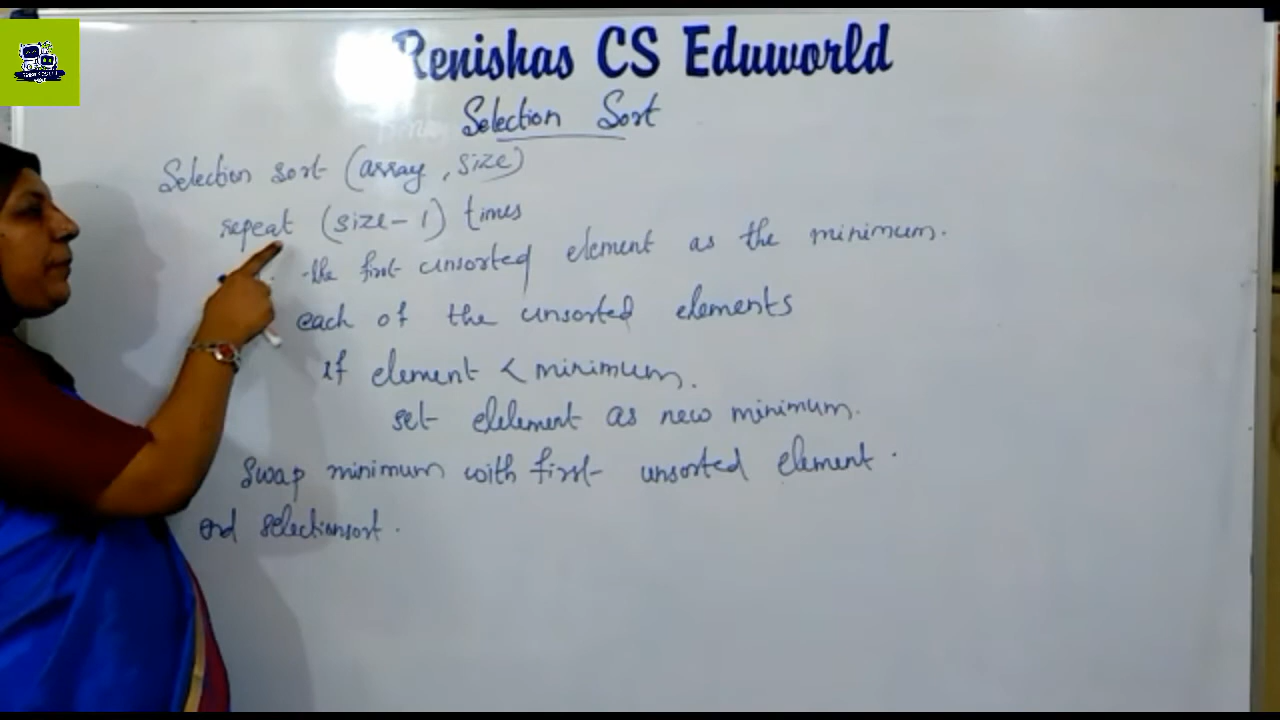 Renishas CS Eduworld
Selection Sort
Selection sort (array, size)
repeat (size-1) times
the first unsorted element as the minimum.
each of the unsorted elements
if element < minimum.
set elelement as new minimum.
Swap minimum with first unsorted element.
end selectionsort.